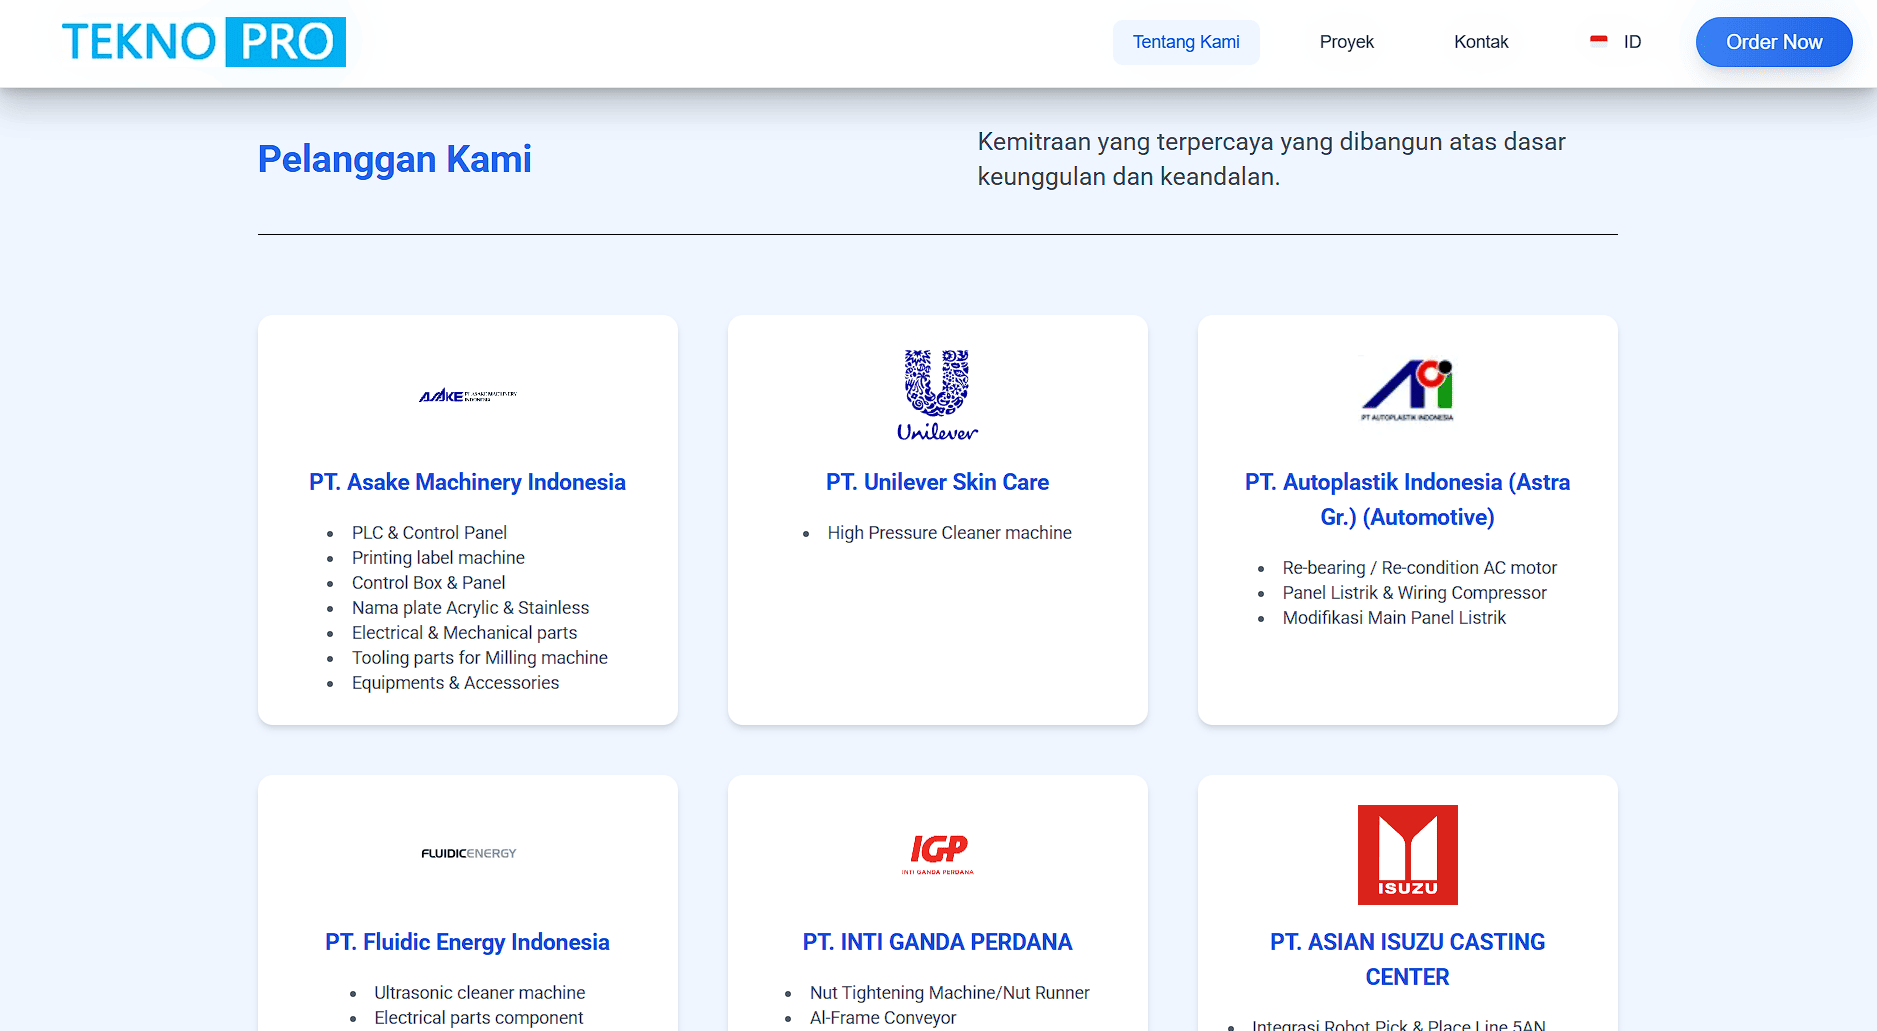 TEKNO PRO
Tentang Kami
Proyek
Kontak
ID
Order Now
Pelanggan Kami
Kemitraan yang terpercaya yang dibangun atas dasar
keunggulan dan keandalan.
ASAKE PT. ASAKE MACHINERY
INDONESIA
PT. Asake Machinery Indonesia
PLC & Control Panel
Printing label machine
Control Box & Panel
Nama plate Acrylic & Stainless
Electrical & Mechanical parts
Tooling parts for Milling machine
Equipments & Accessories
Unilever
PT. Unilever Skin Care
High Pressure Cleaner machine
PT AUTOPLASTIK INDONESIA
PT. Autoplastik Indonesia (Astra
Gr.) (Automotive)
Re-bearing / Re-condition AC motor
Panel Listrik & Wiring Compressor
Modifikasi Main Panel Listrik
FLUIDICENERGY
PT. Fluidic Energy Indonesia
Ultrasonic cleaner machine
Electrical parts component
IGP
INTI GANDA PERDANA
PT. INTI GANDA PERDANA
Nut Tightening Machine/Nut Runner
Al-Frame Conveyor
ISUZU
PT. ASIAN ISUZU CASTING
CENTER
Integrasi Robot Pick & Place Line 5AN